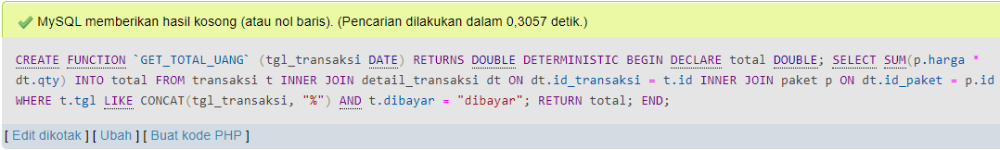 MySQL memberikan hasil kosong (atau nol baris). (Pencarian dilakukan dalam 0,3057 detik.)
CREATE FUNCTION `GET_TOTAL_UANG` (tgl_transaksi DATE) RETURNS DOUBLE DETERMINISTIC BEGIN DECLARE total DOUBLE; SELECT SUM(p.harga *
dt.qty) INTO total FROM transaksi t INNER JOIN detail_transaksi dt ON dt.id_transaksi = t.id INNER JOIN paket p ON dt.id_paket = p.id
WHERE t.tgl LIKE CONCAT(tgl_transaksi, "%") AND t.dibayar = "dibayar"; RETURN total; END;
[ Edit dikotak ] [ Ubah ] [ Buat kode PHP ]